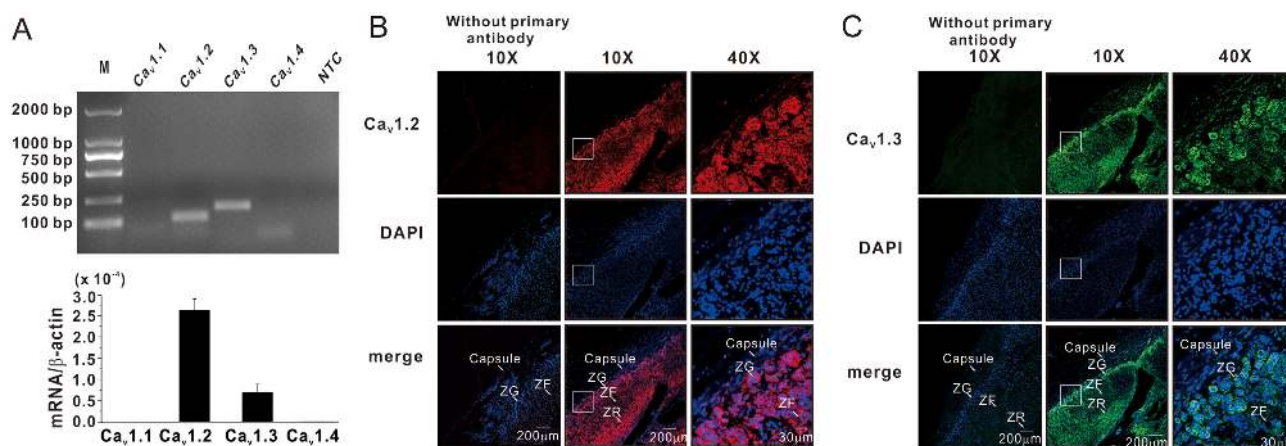 A
M
Cav1.1
Cav1.2
Cav1.3
Cav1.4
NTC
2000 bp
1000 bp
750 bp
500 bp
250 bp
100 bp
mRNA/β-actin
3.0
2.5
2.0
1.5
1.0
0.5
0.0
Cav1.1 Cav1.2 Cav1.3 Cav1.4
B
Without primary
antibody
10X 10X 40X
Cav1.2
DAPI
merge
Capsule
ZG
ZF
200μm
Capsule
ZG
ZF
ZR
200μm
Capsule
ZG
ZF
30μm
C
Without primary
antibody
10X 10X 40X
Cav1.3
DAPI
merge
Capsule
ZG
ZF
ZR
200μm
Capsule
ZG
ZF
ZR
200μm
Capsule
ZG
ZF
30μm